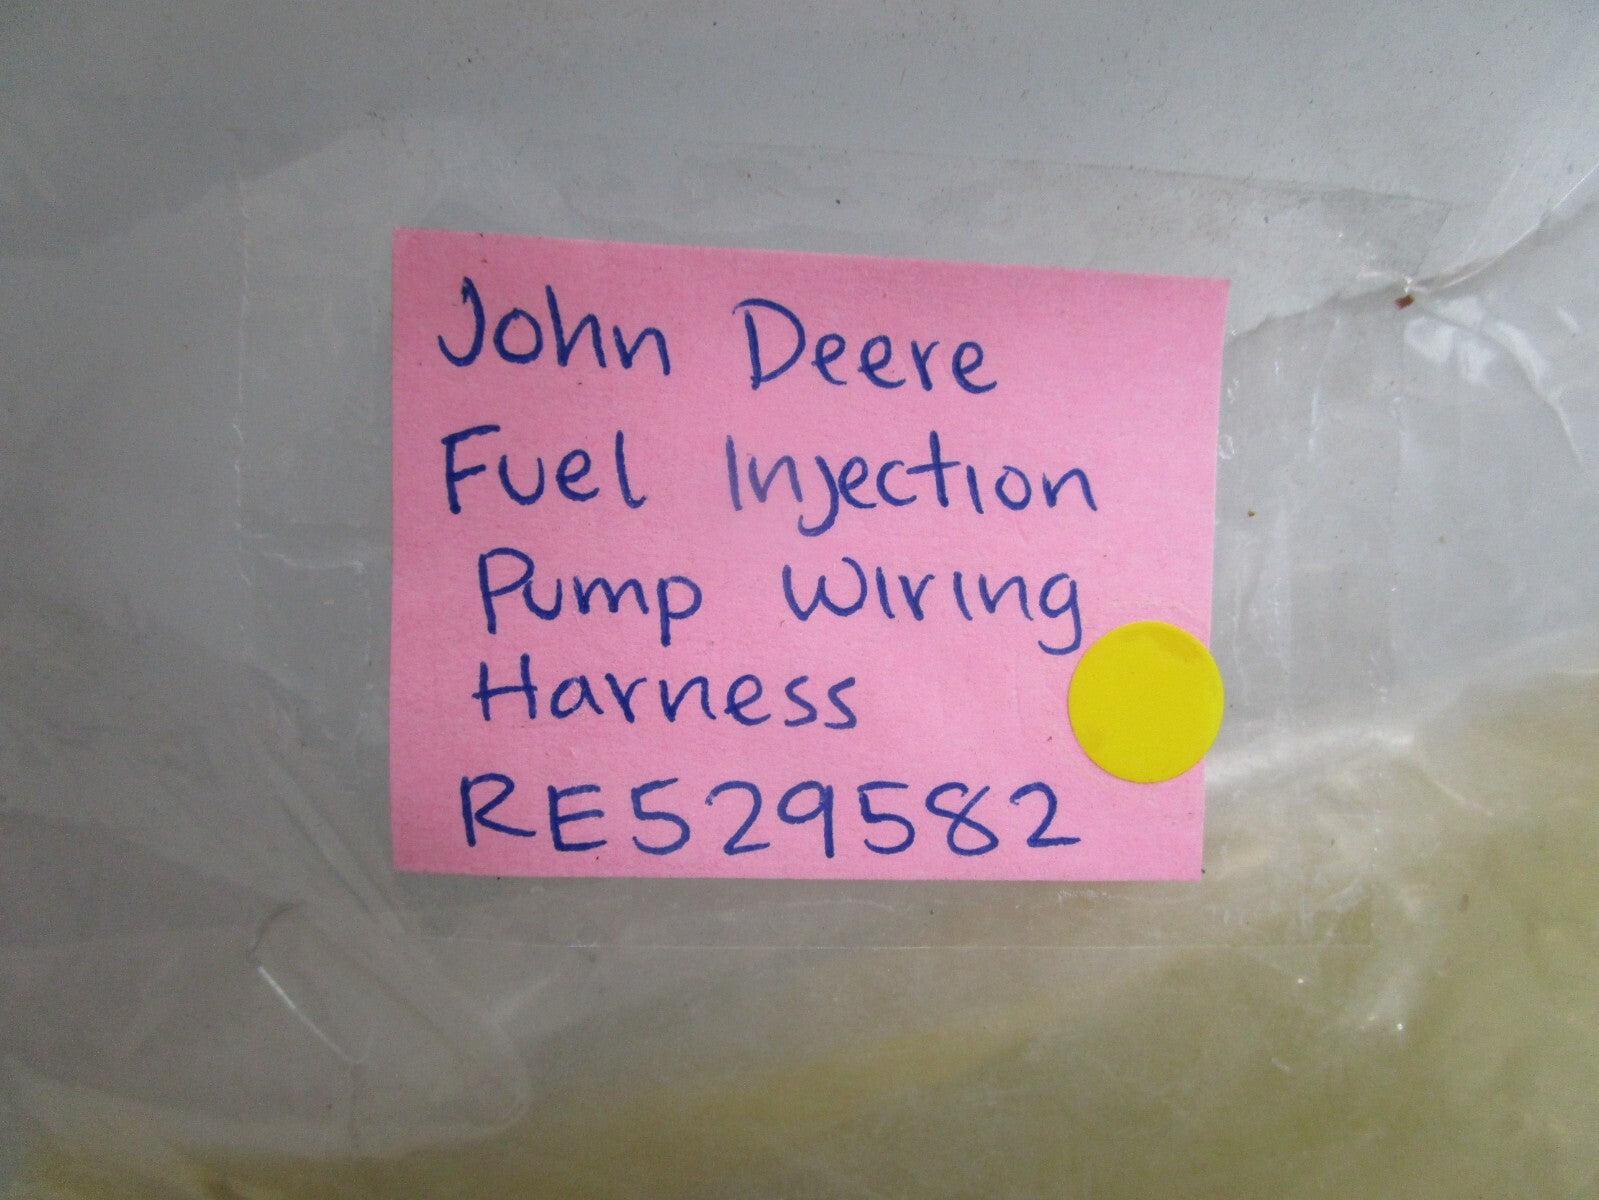 John Deere
Fuel Injection
Pump Wiring
Harness
RE529582